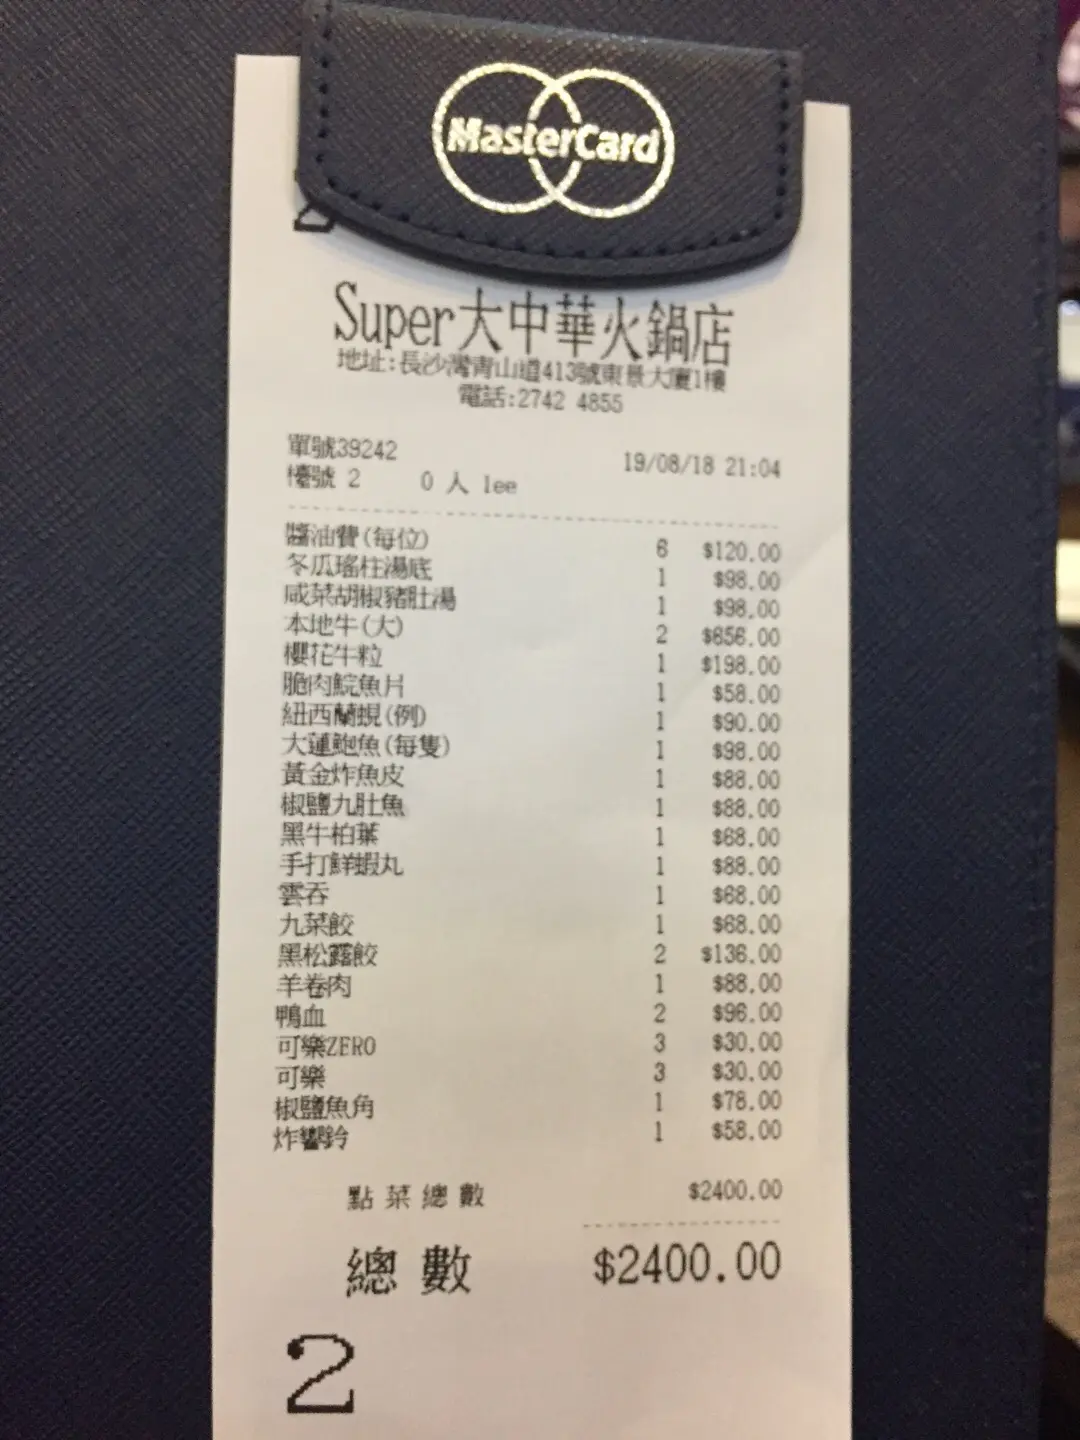 MasterCard
Super大中華火鍋店
地址:長沙灣青山道413號東景大廈1樓
電話:2742 4855
單號39242 19/08/18 21:04
檯號 2 0 人 lee
醬油費(每位) 6 $120.00
冬瓜瑤柱湯底 1 $98.00
咸菜胡椒豬肚湯 1 $98.00
本地牛(大) 2 $656.00
櫻花牛粒 1 $198.00
脆肉鯇魚片 1 $58.00
紐西蘭蜆(例) 1 $90.00
大蓮鮑魚(每隻) 1 $98.00
黃金炸魚皮 1 $88.00
椒鹽九肚魚 1 $88.00
黑牛柏葉 1 $68.00
手打鮮蝦丸 1 $88.00
雲吞 1 $68.00
九菜餃 1 $68.00
黑松露餃 2 $136.00
羊卷肉 1 $88.00
鴨血 2 $96.00
可樂ZERO 3 $30.00
可樂 3 $30.00
椒鹽魚角 1 $78.00
炸響鈴 1 $58.00
點菜總數 $2400.00
總數 $2400.00
2